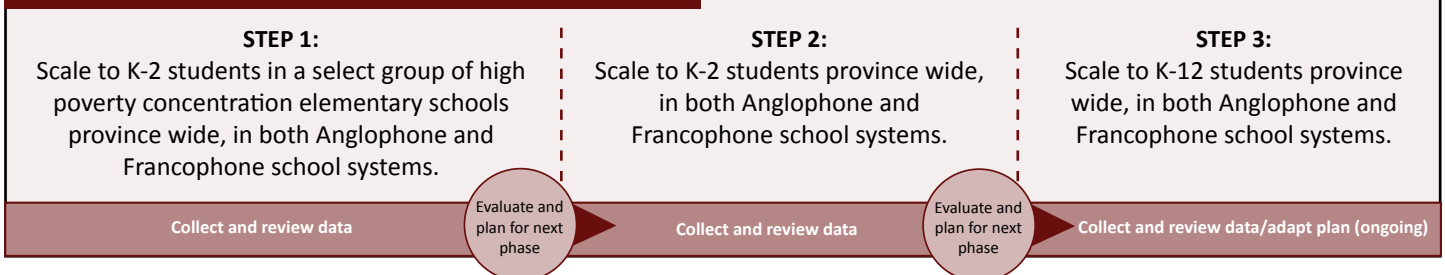 STEP 1:
Scale to K-2 students in a select group of high
poverty concentration elementary schools
province wide, in both Anglophone and
Francophone school systems.
STEP 2:
Scale to K-2 students province wide,
in both Anglophone and
Francophone school systems.
STEP 3:
Scale to K-12 students province
wide, in both Anglophone and
Francophone school systems.
Collect and review data
Evaluate and
plan for next
phase
Collect and review data
Evaluate and
plan for next
phase
Collect and review data/adapt plan (ongoing)